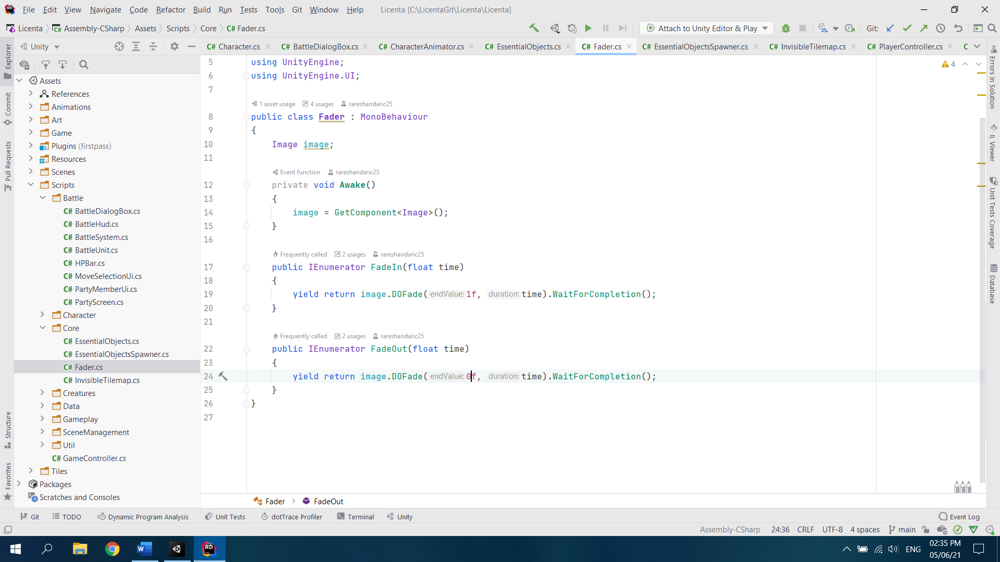 File Edit View Navigate Code Refactor Build Run Tests Tools Git Window Help Licenta [C:\LicentaGit\Licenta\Licenta]
Licenta Assembly-CSharp Assets Scripts Core C# Fader.cs Attach to Unity Editor & Play Git:
Unity
C# Character.cs C# BattleDialogBox.cs C# CharacterAnimator.cs C# EssentialObjects.cs C# Fader.cs C# EssentialObjectsSpawner.cs C# InvisibleTilemap.cs C# PlayerController.cs C
Explorer
Commit
Pull Requests
Structure
Favorites
Assets
References
Animations
Art
Game
Plugins (firstpass)
Resources
Scenes
Scripts
Battle
C# BattleDialogBox.cs
C# BattleHud.cs
C# BattleSystem.cs
C# BattleUnit.cs
C# HPBar.cs
C# MoveSelectionUi.cs
C# PartyMemberUi.cs
C# PartyScreen.cs
Character
Core
C# EssentialObjects.cs
C# EssentialObjectsSpawner.cs
C# Fader.cs
C# InvisibleTilemap.cs
Creatures
Data
Gameplay
SceneManagement
Util
C# GameController.cs
Tiles
Packages
Scratches and Consoles
5 using UnityEngine;
6 using UnityEngine.UI;
7
1 asset usage 4 usages rareshandaric25
8 public class Fader : MonoBehaviour
9 {
10 Image image;
11
Event function rareshandaric25
12 private void Awake()
13 {
14 image = GetComponent<Image>();
15 }
16
Frequently called 2 usages rareshandaric25
17 public IEnumerator FadeIn(float time)
18 {
19 yield return image.DOFade( endValue: 1f, duration: time).WaitForCompletion();
20 }
21
Frequently called 2 usages rareshandaric25
22 public IEnumerator FadeOut(float time)
23 {
24 yield return image.DOFade( endValue: 0f, duration: time).WaitForCompletion();
25 }
26 }
27
4
Errors In Solution
IL Viewer
Unit Tests Coverage
Database
Fader FadeOut
Git TODO Dynamic Program Analysis Unit Tests dotTrace Profiler Terminal Unity Event Log
Assembly-CSharp 24:36 CRLF UTF-8 4 spaces main
W RD ENG 02:35 PM
05/06/21